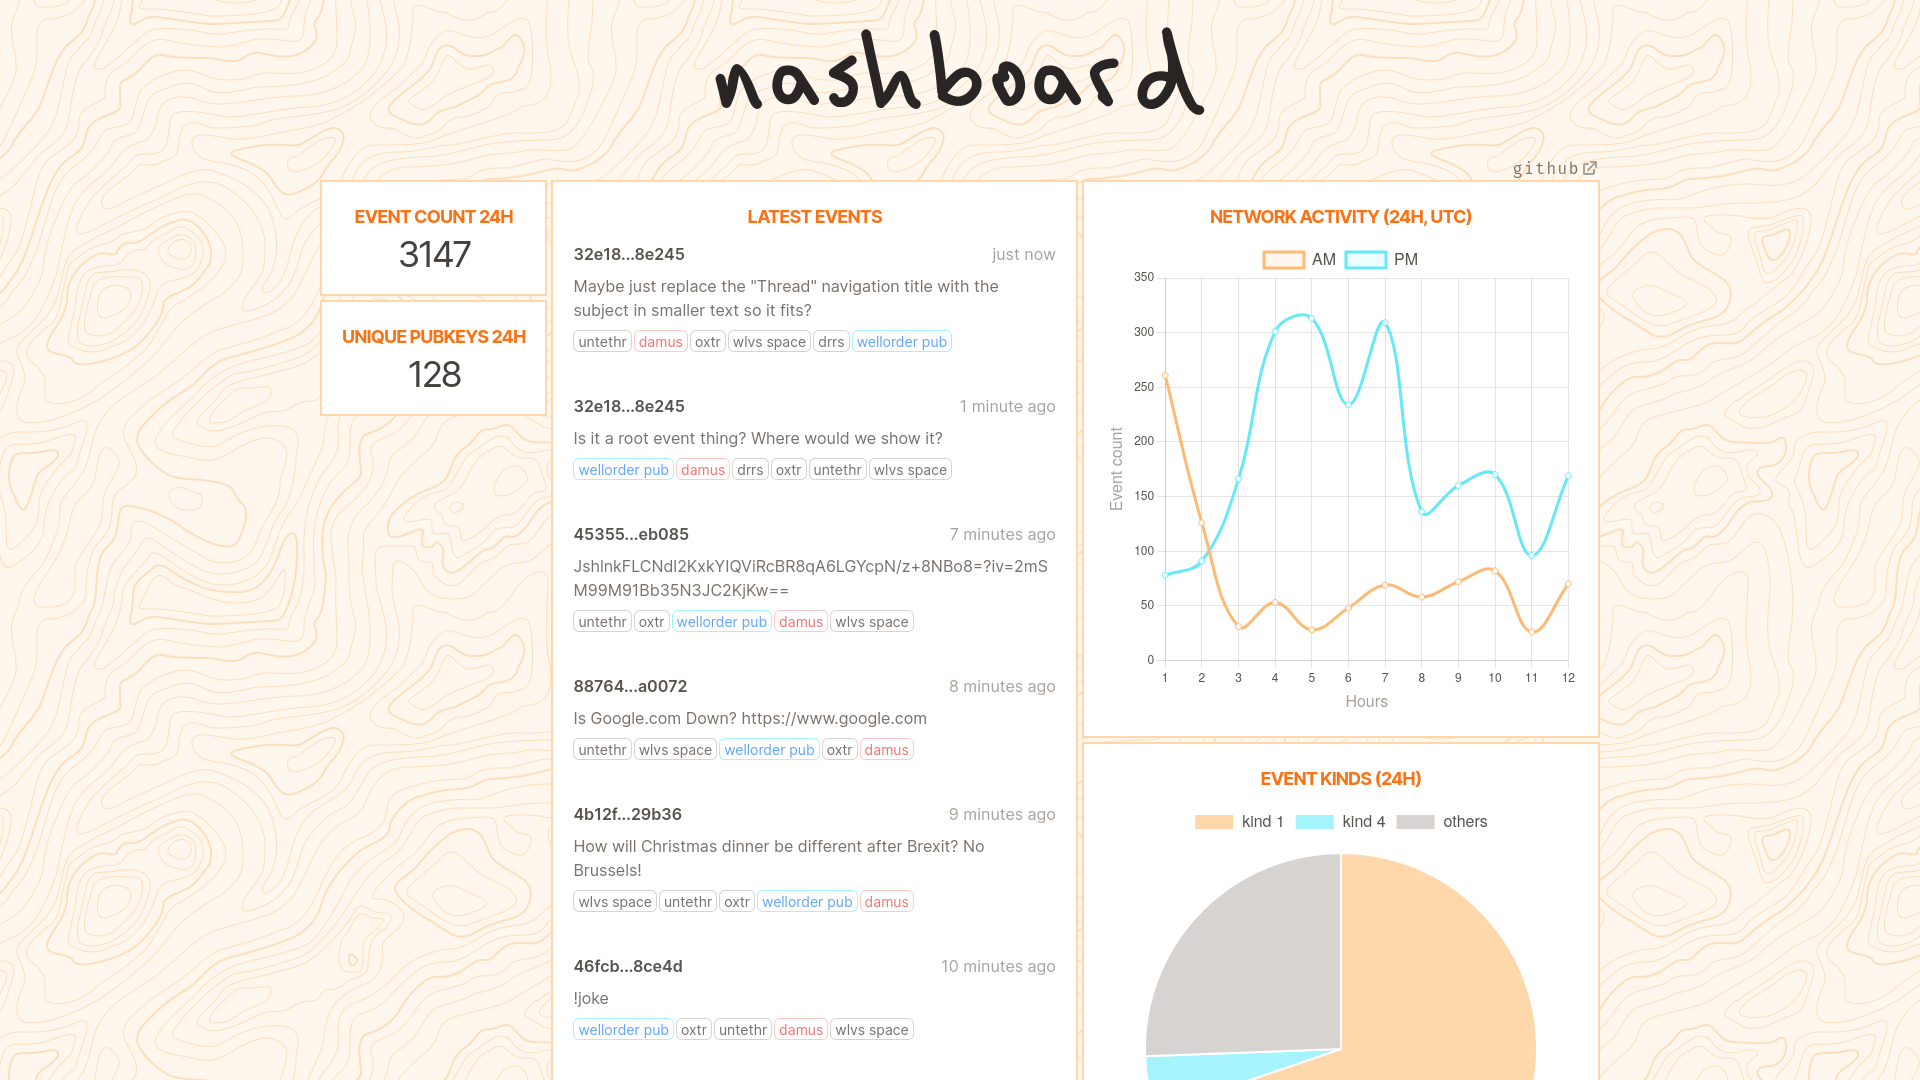 nashboard
github
EVENT COUNT 24H
3147
UNIQUE PUBKEYS 24H
128
LATEST EVENTS
32e18...8e245
just now
Maybe just replace the "Thread" navigation title with the
subject in smaller text so it fits?
untethr damus oxtr wlvs space drrs wellorder pub
32e18...8e245
1 minute ago
Is it a root event thing? Where would we show it?
wellorder pub damus drrs oxtr untethr wlvs space
45355...eb085
7 minutes ago
JshlnkFLCNdI2KxkYIQViRcBR8qA6LGYcpN/z+8NBo8=?iv=2mS
M99M91Bb35N3JC2KjKw==
untethr oxtr wellorder pub damus wlvs space
88764...a0072
8 minutes ago
Is Google.com Down? https://www.google.com
untethr wlvs space wellorder pub oxtr damus
4b12f...29b36
9 minutes ago
How will Christmas dinner be different after Brexit? No
Brussels!
wlvs space untethr oxtr wellorder pub damus
46fcb...8ce4d
10 minutes ago
!joke
wellorder pub oxtr untethr damus wlvs space
NETWORK ACTIVITY (24H, UTC)
AM PM
350
300
250
200
150
100
50
0
Event count
1 2 3 4 5 6 7 8 9 10 11 12
Hours
EVENT KINDS (24H)
kind 1 kind 4 others